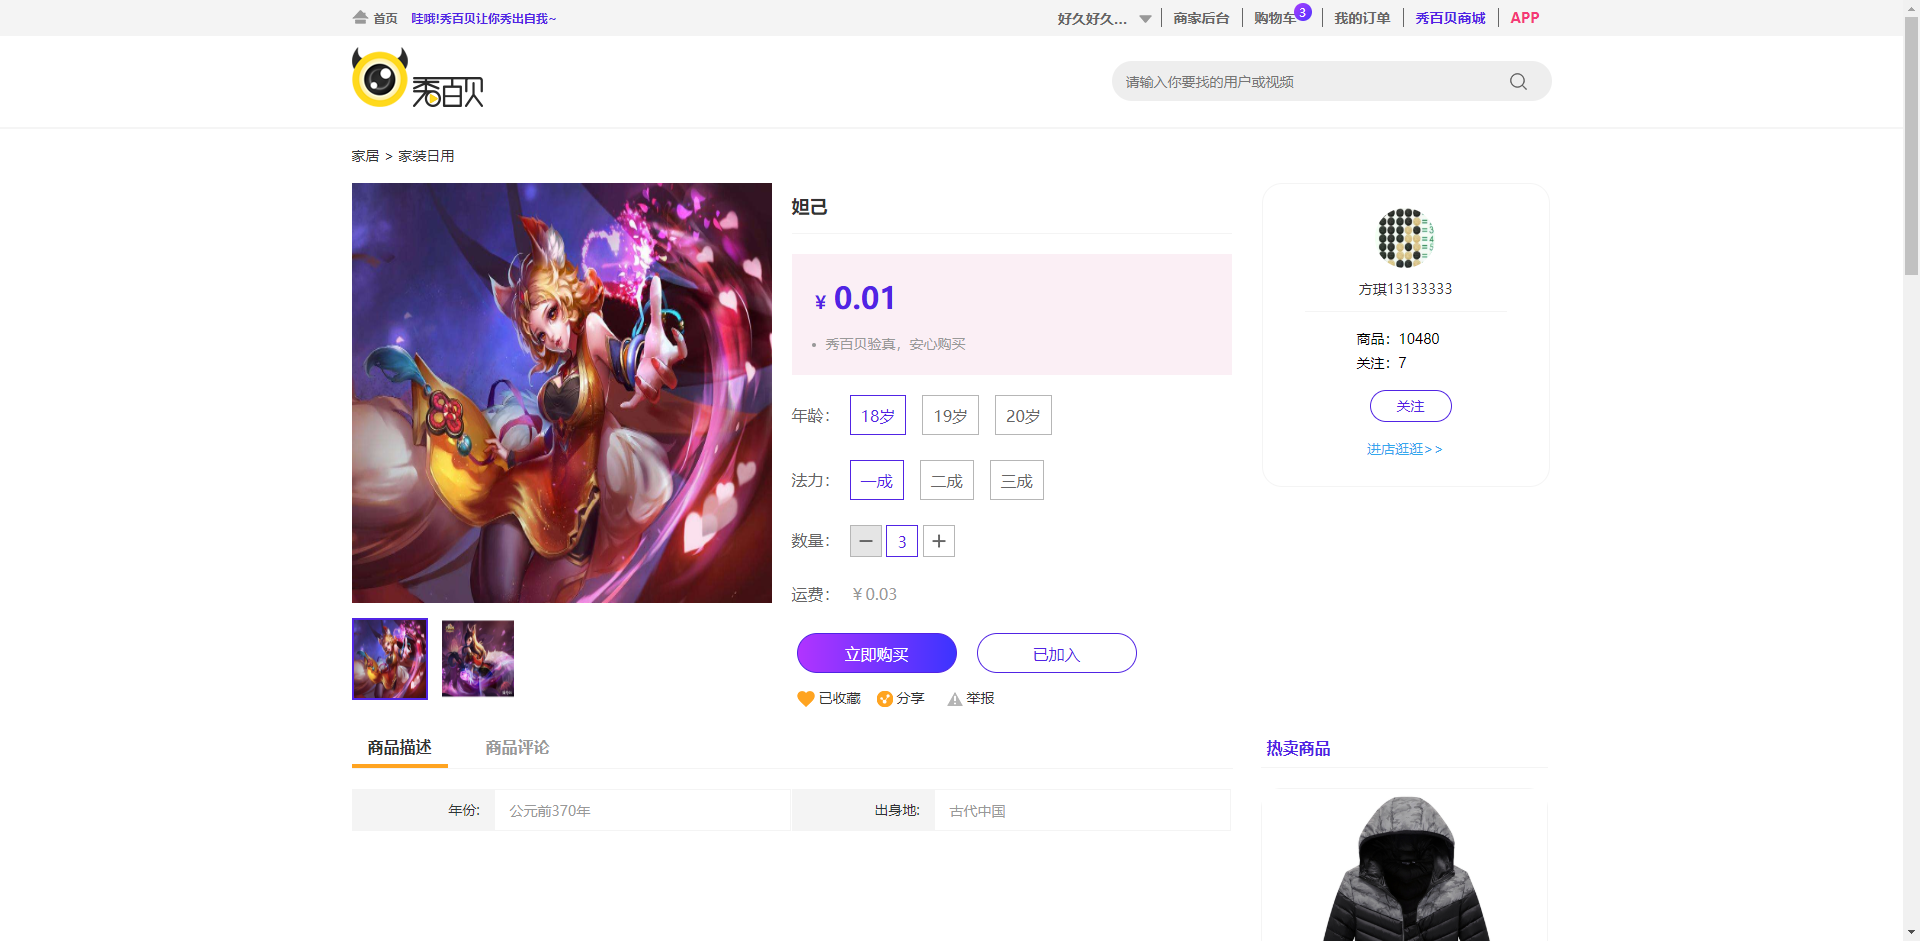 首页 哇哦!秀百贝让你秀出自我~ 好久好久... 商家后台 购物车 3 我的订单 秀百贝商城 APP
秀百贝
请输入你要找的用户或视频
家居 > 家装日用
妲己
¥ 0.01
秀百贝验真，安心购买
年龄： 18岁 19岁 20岁
法力： 一成 二成 三成
数量： 3
运费： ￥0.03
立即购买 已加入
已收藏 分享 举报
方琪13133333
商品：10480
关注：7
关注
进店逛逛>>
商品描述 商品评论
年份: 公元前370年 出身地: 古代中国
热卖商品